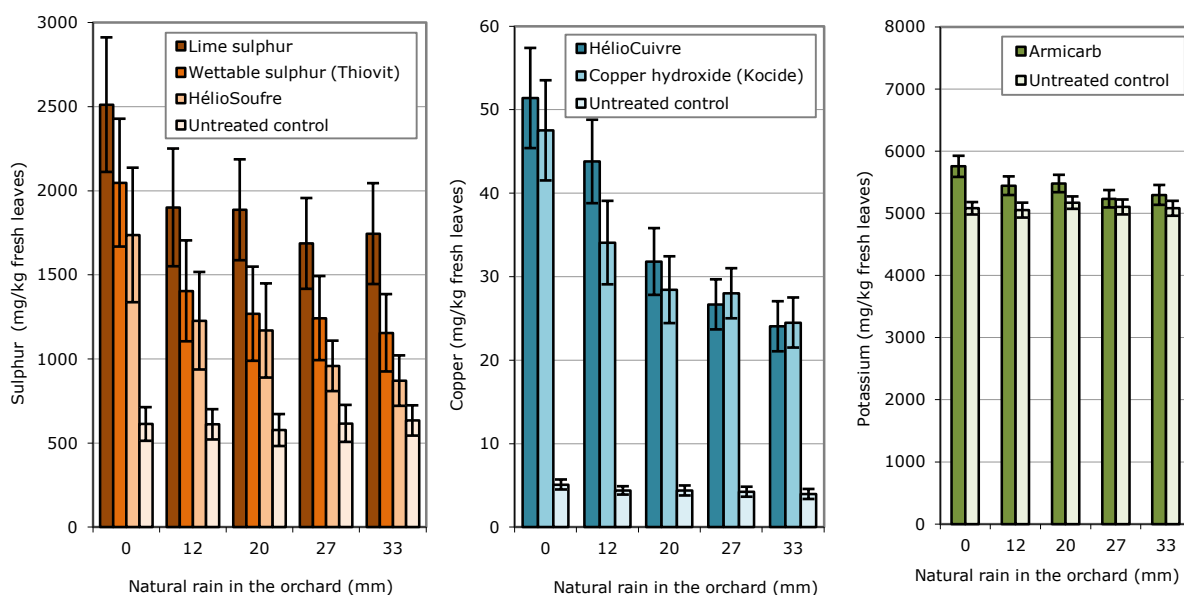 3000
2500
2000
1500
1000
500
0
Sulphur (mg/kg fresh leaves)
Lime sulphur
Wettable sulphur (Thiovit)
HélioSoufre
Untreated control
0 12 20 27 33
Natural rain in the orchard (mm)
60
50
40
30
20
10
0
Copper (mg/kg fresh leaves)
HélioCuivre
Copper hydroxide (Kocide)
Untreated control
0 12 20 27 33
Natural rain in the orchard (mm)
8000
7000
6000
5000
4000
3000
2000
1000
0
Potassium (mg/kg fresh leaves)
Armicarb
Untreated control
0 12 20 27 33
Natural rain in the orchard (mm)